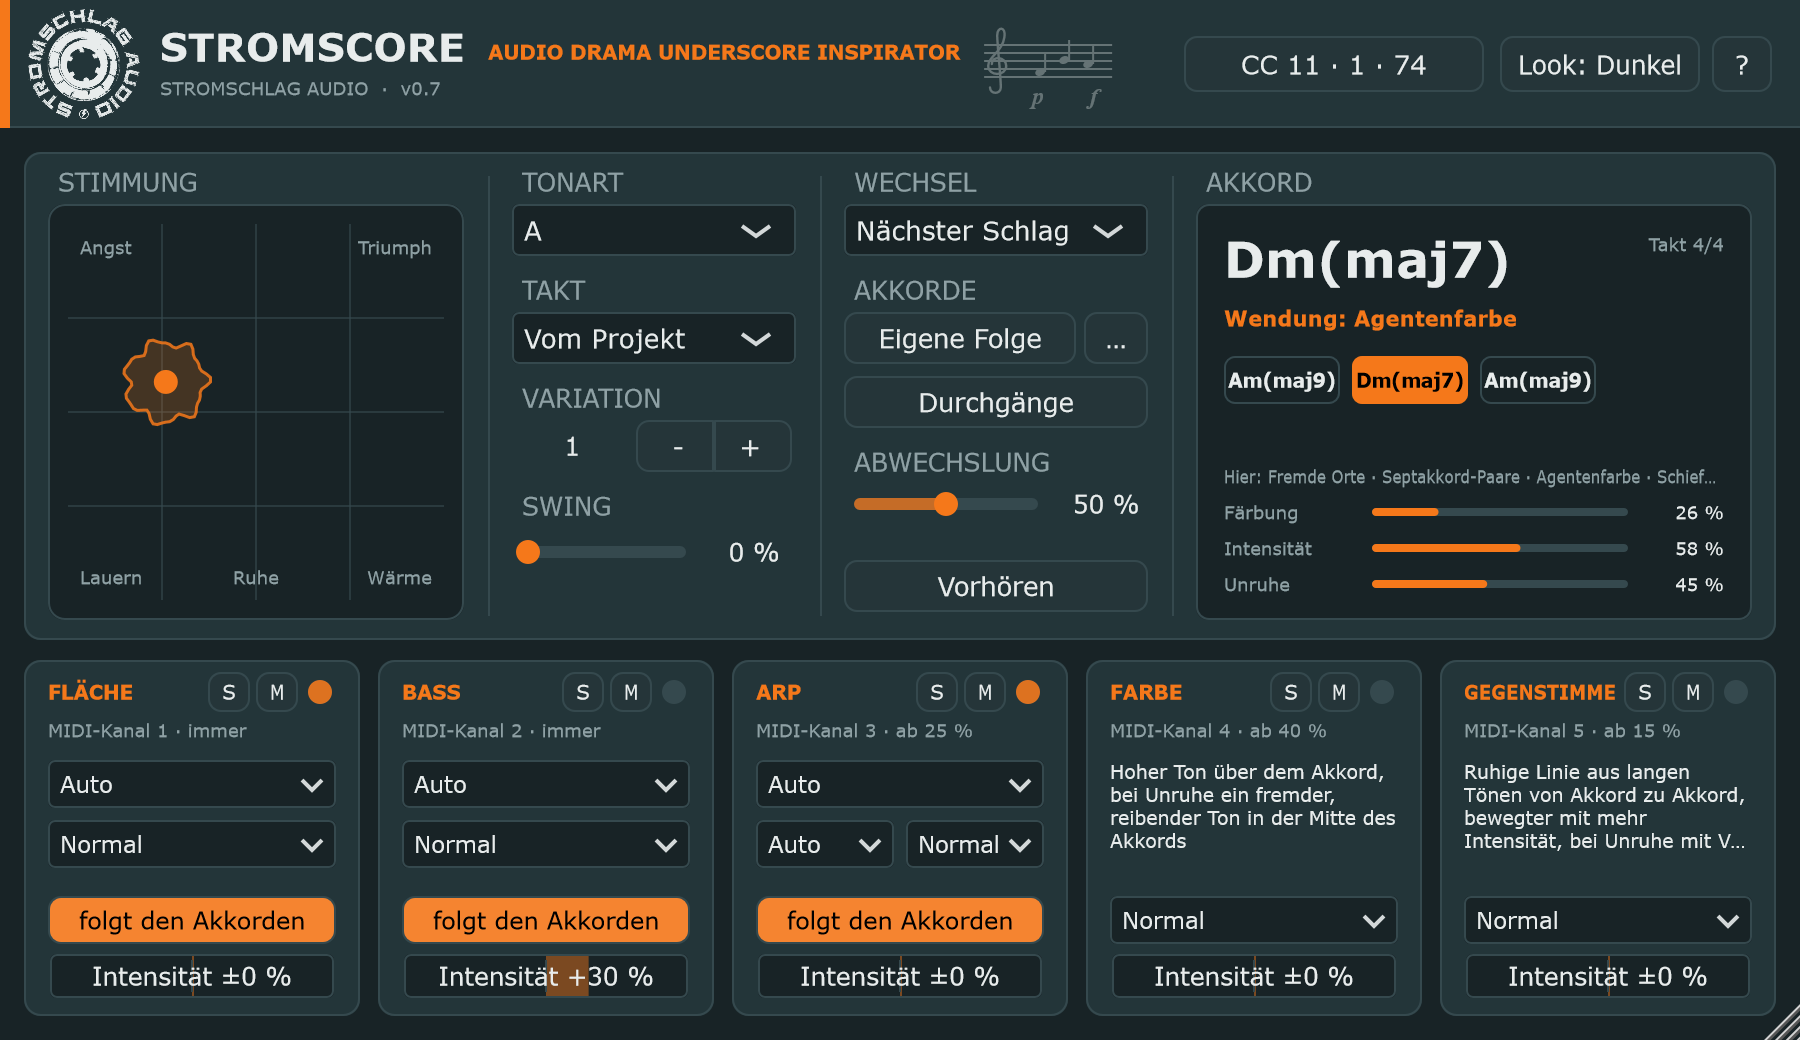 STROMSCHLAG AUDIO
STROMSCORE
AUDIO DRAMA UNDERSCORE INSPIRATOR
STROMSCHLAG AUDIO · v0.7
p f
CC 11 · 1 · 74
Look: Dunkel
?
STIMMUNG
Angst Triumph
Lauern Ruhe Wärme
TONART
A
TAKT
Vom Projekt
VARIATION
1 - +
SWING
0 %
WECHSEL
Nächster Schlag
AKKORDE
Eigene Folge ...
Durchgänge
ABWECHSLUNG
50 %
Vorhören
AKKORD
Dm(maj7) Takt 4/4
Wendung: Agentenfarbe
Am(maj9) Dm(maj7) Am(maj9)
Hier: Fremde Orte · Septakkord-Paare · Agentenfarbe · Schief...
Färbung 26 %
Intensität 58 %
Unruhe 45 %
FLÄCHE S M
MIDI-Kanal 1 · immer
Auto
Normal
folgt den Akkorden
Intensität ±0 %
BASS S M
MIDI-Kanal 2 · immer
Auto
Normal
folgt den Akkorden
Intensität +30 %
ARP S M
MIDI-Kanal 3 · ab 25 %
Auto
Auto Normal
folgt den Akkorden
Intensität ±0 %
FARBE S M
MIDI-Kanal 4 · ab 40 %
Hoher Ton über dem Akkord,
bei Unruhe ein fremder,
reibender Ton in der Mitte des
Akkords
Normal
Intensität ±0 %
GEGENSTIMME S M
MIDI-Kanal 5 · ab 15 %
Ruhige Linie aus langen
Tönen von Akkord zu Akkord,
bewegter mit mehr
Intensität, bei Unruhe mit V...
Normal
Intensität ±0 %